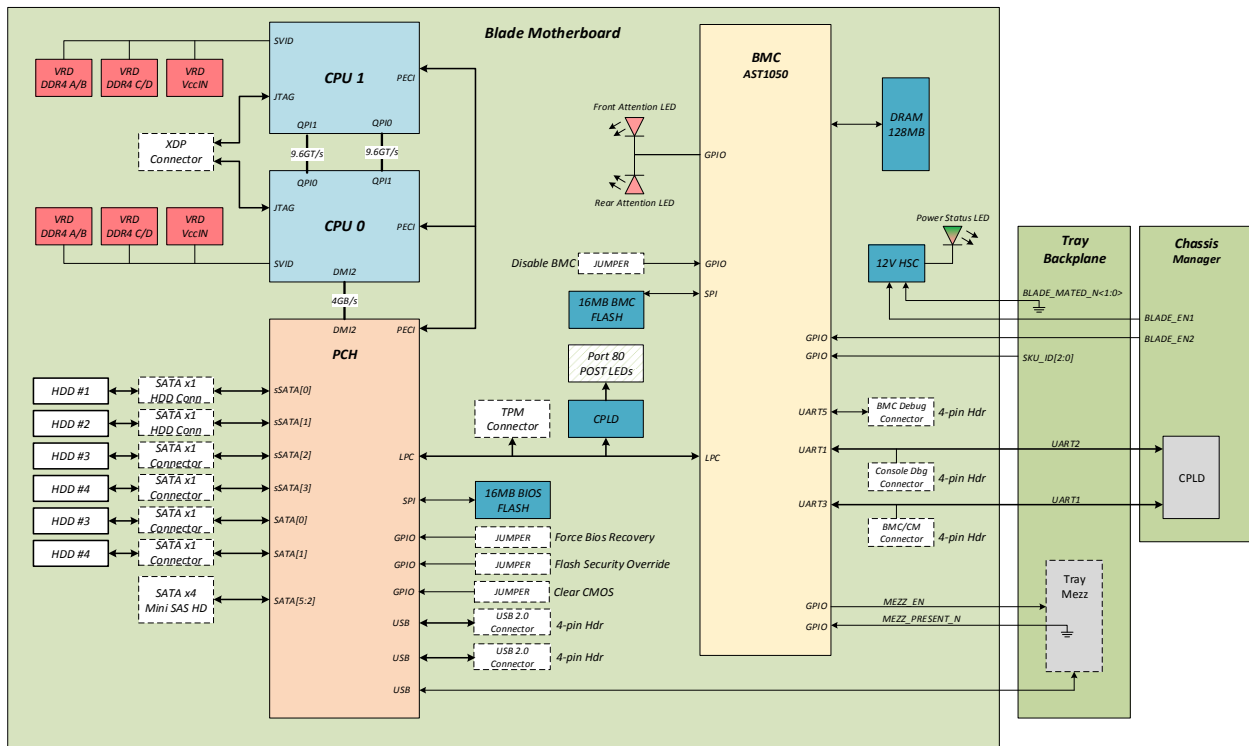 Blade Motherboard
SVID
VRD
DDR4 A/B
VRD
DDR4 C/D
VRD
VccIN
CPU 1
PECI
JTAG
QPI1
QPI0
XDP
Connector
9.6GT/s
9.6GT/s
QPI0
QPI1
JTAG
CPU 0
PECI
VRD
DDR4 A/B
VRD
DDR4 C/D
VRD
VccIN
SVID
DMI2
4GB/s
DMI2
PECI
PCH
HDD #1
SATA x1
HDD Conn
sSATA[0]
HDD #2
SATA x1
HDD Conn
sSATA[1]
HDD #3
SATA x1
Connector
sSATA[2]
HDD #4
SATA x1
Connector
sSATA[3]
HDD #3
SATA x1
Connector
SATA[0]
HDD #4
SATA x1
Connector
SATA[1]
SATA x4
Mini SAS HD
SATA[5:2]
LPC
SPI
16MB BIOS
FLASH
GPIO
JUMPER
Force Bios Recovery
GPIO
JUMPER
Flash Security Override
GPIO
JUMPER
Clear CMOS
USB
USB 2.0
Connector
4-pin Hdr
USB
USB 2.0
Connector
4-pin Hdr
USB
TPM
Connector
Port 80
POST LEDs
CPLD
Front Attention LED
Rear Attention LED
Disable BMC
JUMPER
16MB BMC
FLASH
BMC
AST1050
GPIO
GPIO
SPI
LPC
DRAM
128MB
Power Status LED
12V HSC
GPIO
GPIO
UART5
BMC Debug
Connector
4-pin Hdr
UART1
Console Dbg
Connector
4-pin Hdr
UART3
BMC/CM
Connector
4-pin Hdr
GPIO
MEZZ_EN
GPIO
MEZZ_PRESENT_N
Tray
Backplane
BLADE_MATED_N<1:0>
SKU_ID[2:0]
UART2
UART1
Tray
Mezz
Chassis
Manager
BLADE_EN1
BLADE_EN2
CPLD